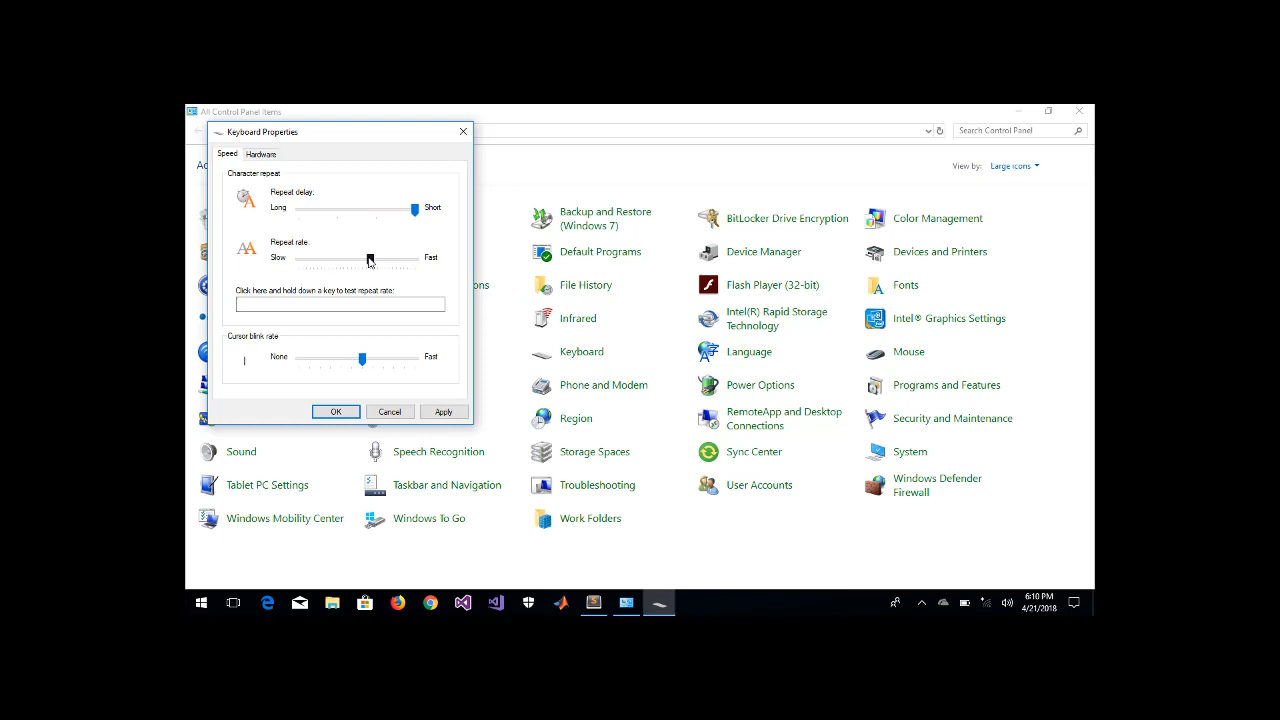 All Control Panel Items
Keyboard Properties
Search Control Panel
Speed
Hardware
Ad
View by:
Large icons
Character repeat
Repeat delay:
Long
Short
Repeat rate:
Slow
Fast
Click here and hold down a key to test repeat rate:
Cursor blink rate
None
Fast
OK
Cancel
Apply
ons
Backup and Restore
(Windows 7)
BitLocker Drive Encryption
Color Management
Default Programs
Device Manager
Devices and Printers
File History
Flash Player (32-bit)
Fonts
Infrared
Intel(R) Rapid Storage
Technology
Intel® Graphics Settings
Keyboard
Language
Mouse
Phone and Modem
Power Options
Programs and Features
Region
RemoteApp and Desktop
Connections
Security and Maintenance
Sound
Speech Recognition
Storage Spaces
Sync Center
System
Tablet PC Settings
Taskbar and Navigation
Troubleshooting
User Accounts
Windows Defender
Firewall
Windows Mobility Center
Windows To Go
Work Folders
6:10 PM
4/21/2018